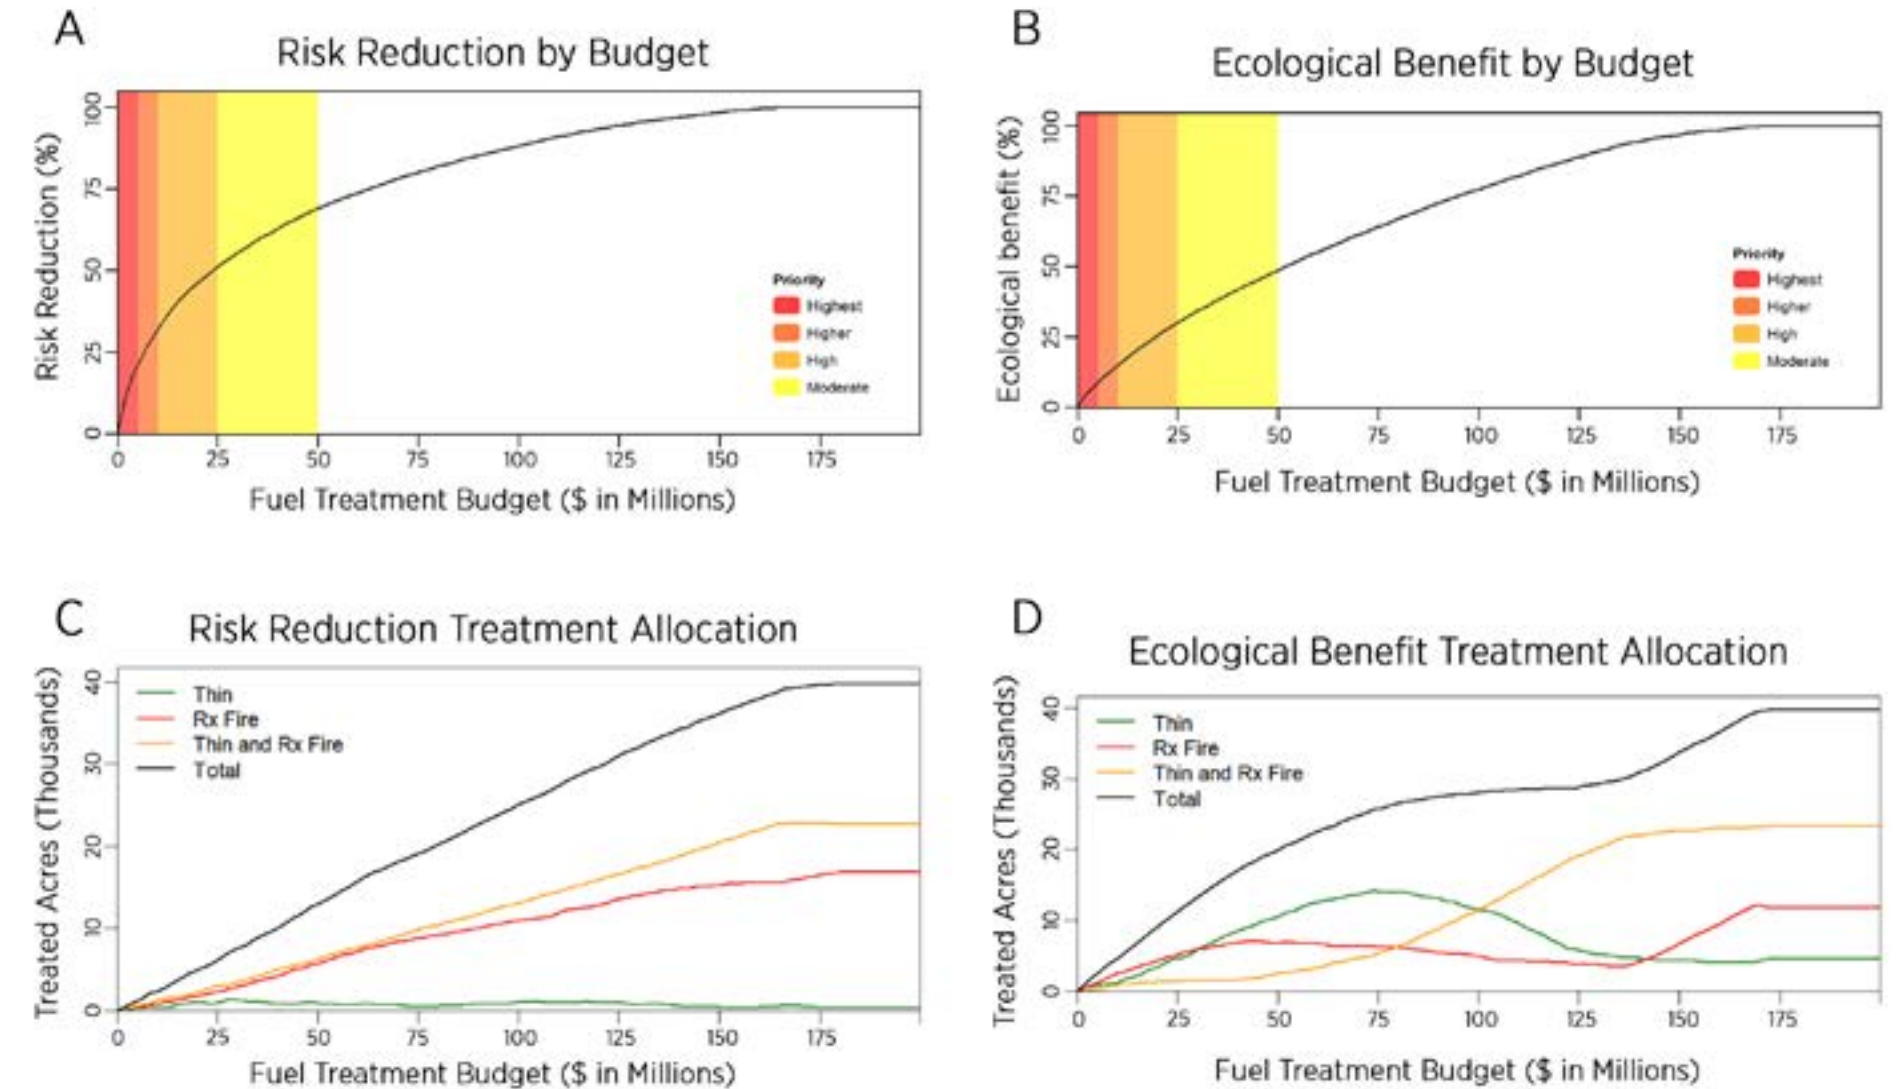 A
Risk Reduction by Budget
Risk Reduction (%)
100
75
50
25
0
Priority
Highest
Higher
High
Moderate
0 25 50 75 100 125 150 175
Fuel Treatment Budget ($ in Millions)
B
Ecological Benefit by Budget
Ecological benefit (%)
100
75
50
25
0
Priority
Highest
Higher
High
Moderate
0 25 50 75 100 125 150 175
Fuel Treatment Budget ($ in Millions)
C
Risk Reduction Treatment Allocation
Treated Acres (Thousands)
40
30
20
10
0
Thin
Rx Fire
Thin and Rx Fire
Total
0 25 50 75 100 125 150 175
Fuel Treatment Budget ($ in Millions)
D
Ecological Benefit Treatment Allocation
Treated Acres (Thousands)
40
30
20
10
0
Thin
Rx Fire
Thin and Rx Fire
Total
0 25 50 75 100 125 150 175
Fuel Treatment Budget ($ in Millions)